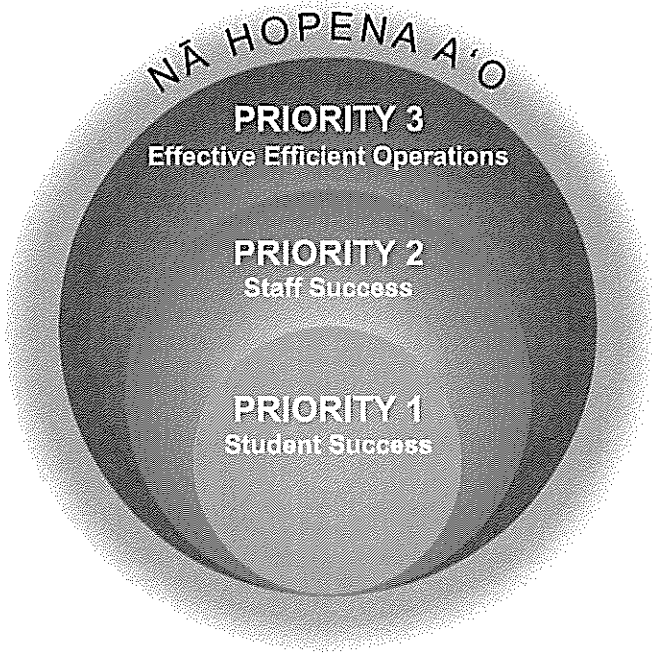 NĀ HOPENA A‘O
PRIORITY 3
Effective Efficient Operations
PRIORITY 2
Staff Success
PRIORITY 1
Student Success